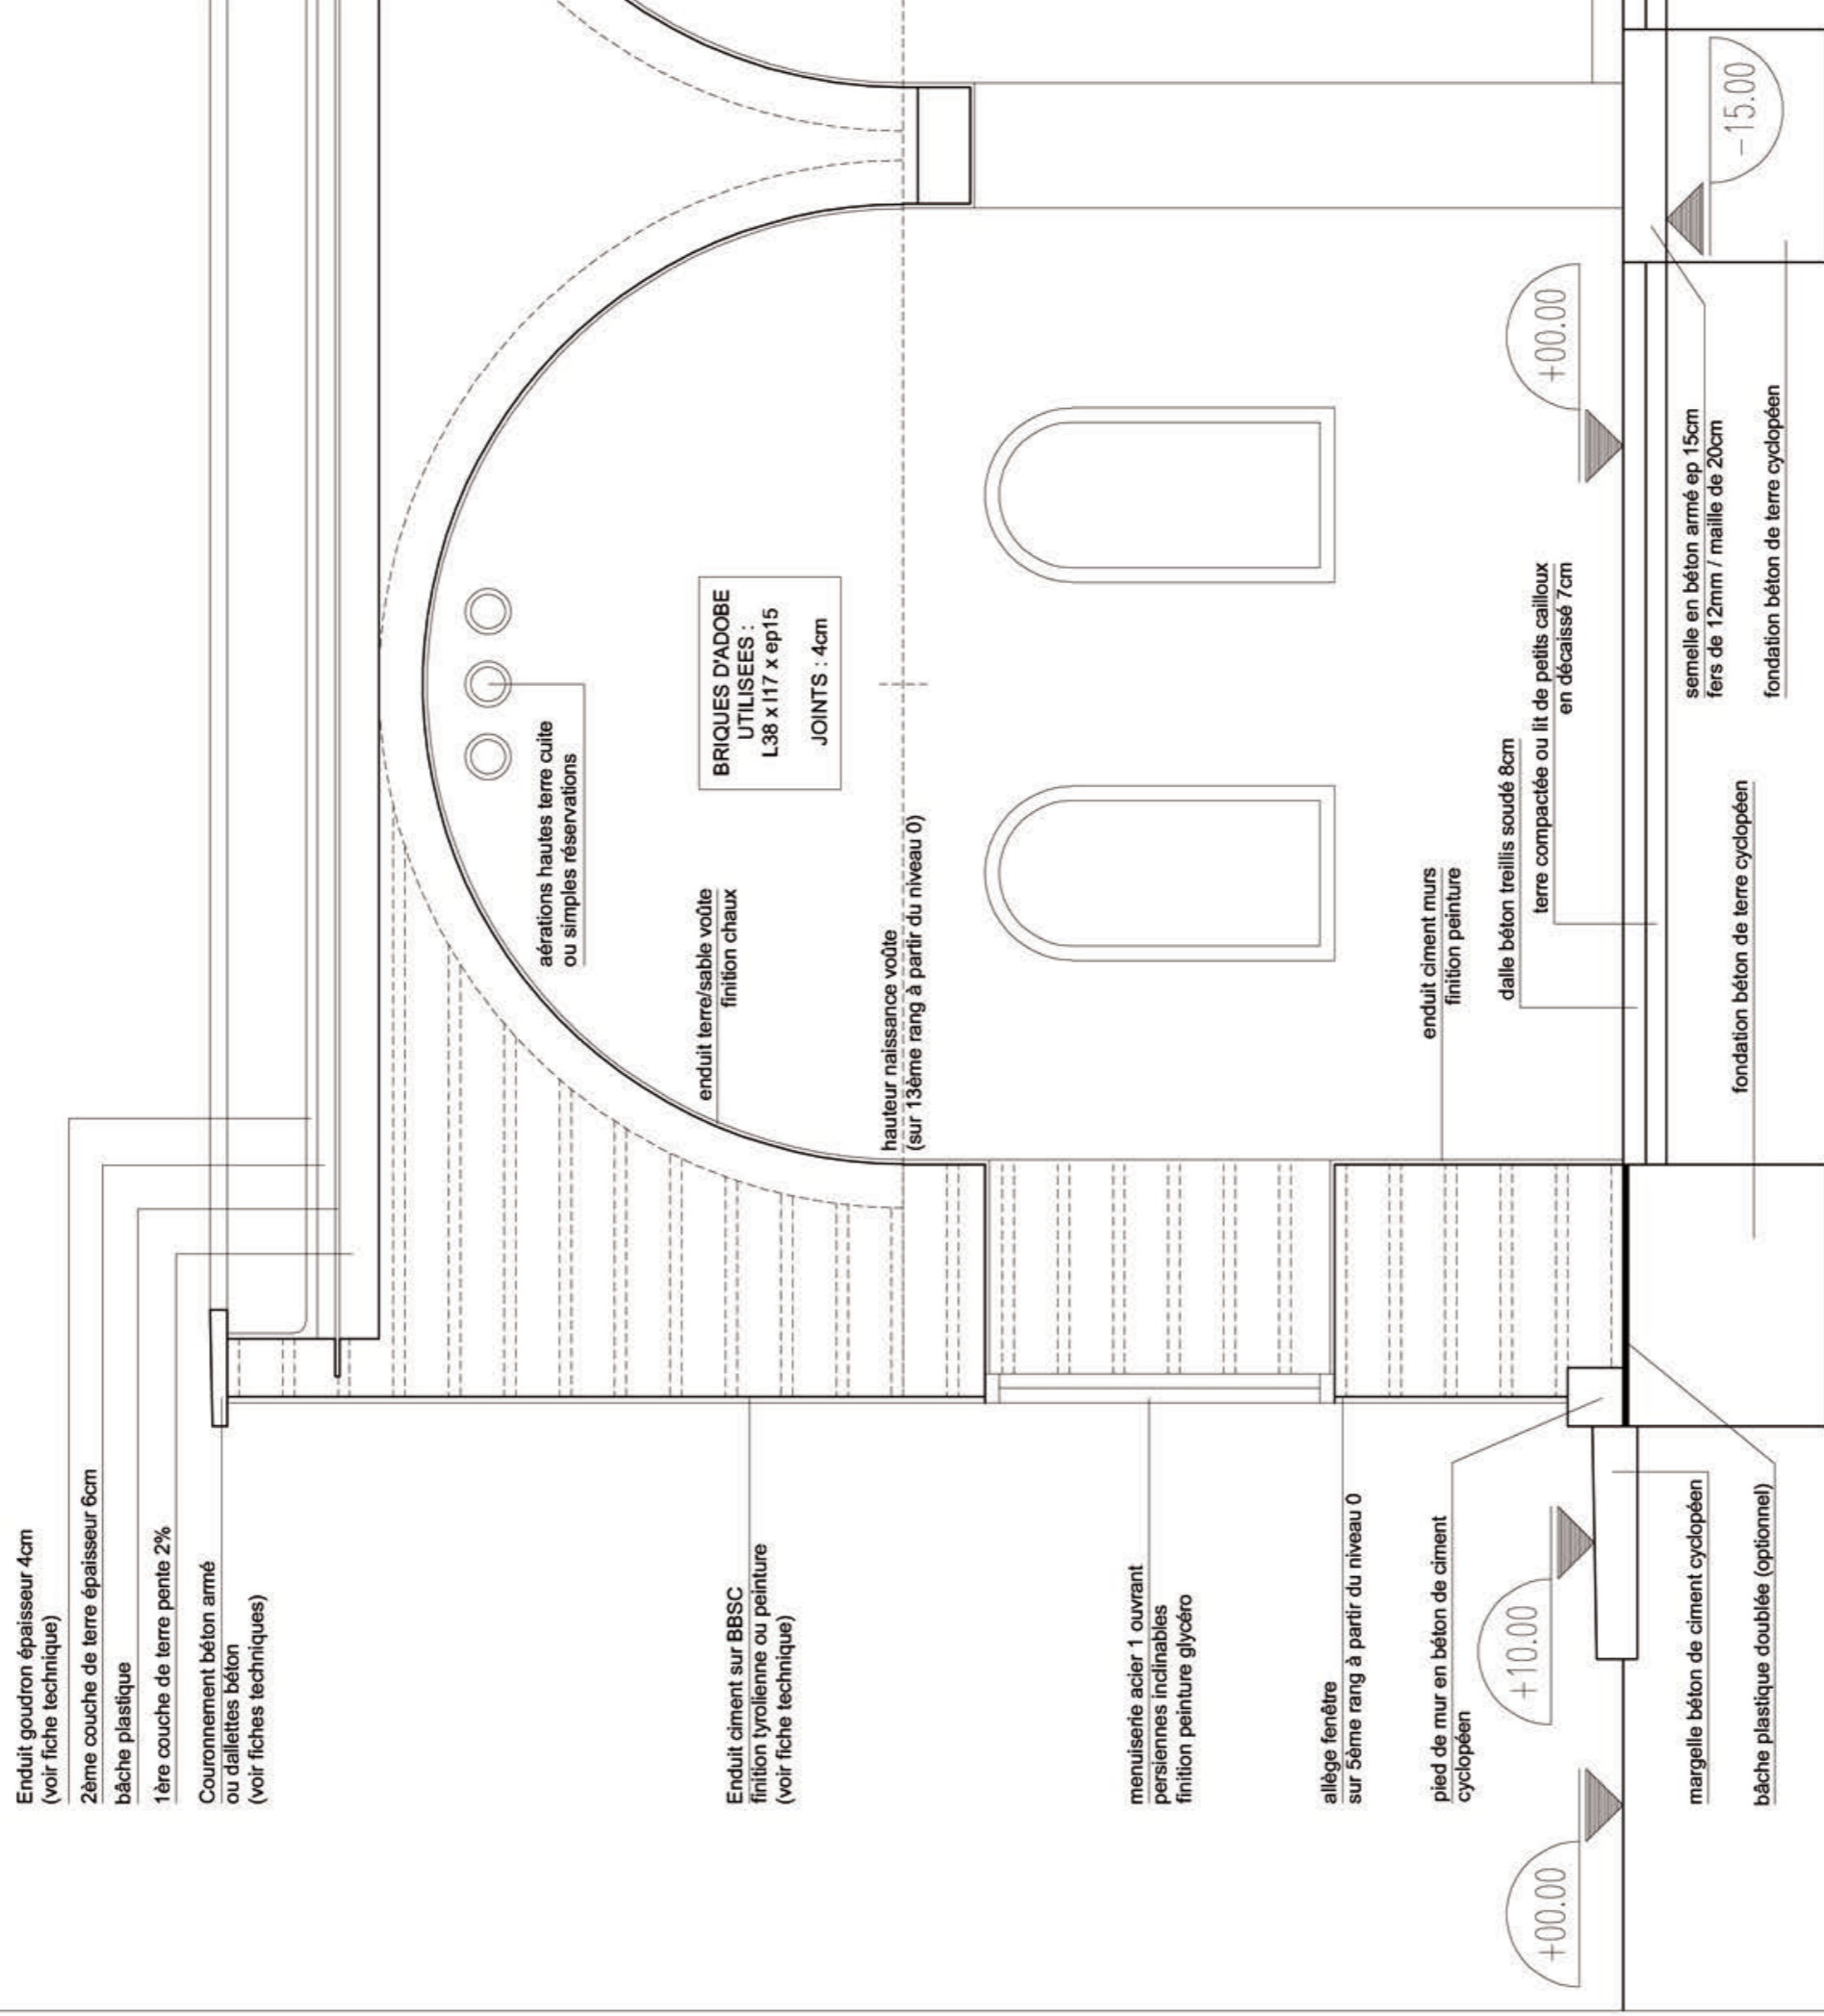 Enduit goudron épaisseur 4cm
(voir fiche technique)
2ème couche de terre épaisseur 6cm
bâche plastique
1ère couche de terre pente 2%
Couronnement béton armé
ou dallettes béton
(voir fiches techniques)
Enduit ciment sur BBSC
finition tyrolienne ou peinture
(voir fiche technique)
menuiserie acier 1 ouvrant
persiennes inclinables
finition peinture glycéro
allège fenêtre
sur 5ème rang à partir du niveau 0
pied de mur en béton de ciment
cyclopéen
+10.00
+00.00
margelle béton de ciment cyclopéen
bâche plastique doublée (optionnel)
aérations hautes terre cuite
ou simples réservations
enduit terre/sable voûte
finition chaux
BRIQUES D'ADOBE
UTILISEES :
L38 x l17 x ep15
JOINTS : 4cm
hauteur naissance voûte
(sur 13ème rang à partir du niveau 0)
enduit ciment murs
finition peinture
dalle béton treillis soudé 8cm
terre compactée ou lit de petits cailloux
en décaissé 7cm
+00.00
fondation béton de terre cyclopéen
semelle en béton armé ep 15cm
fers de 12mm / maille de 20cm
fondation béton de terre cyclopéen
-15.00